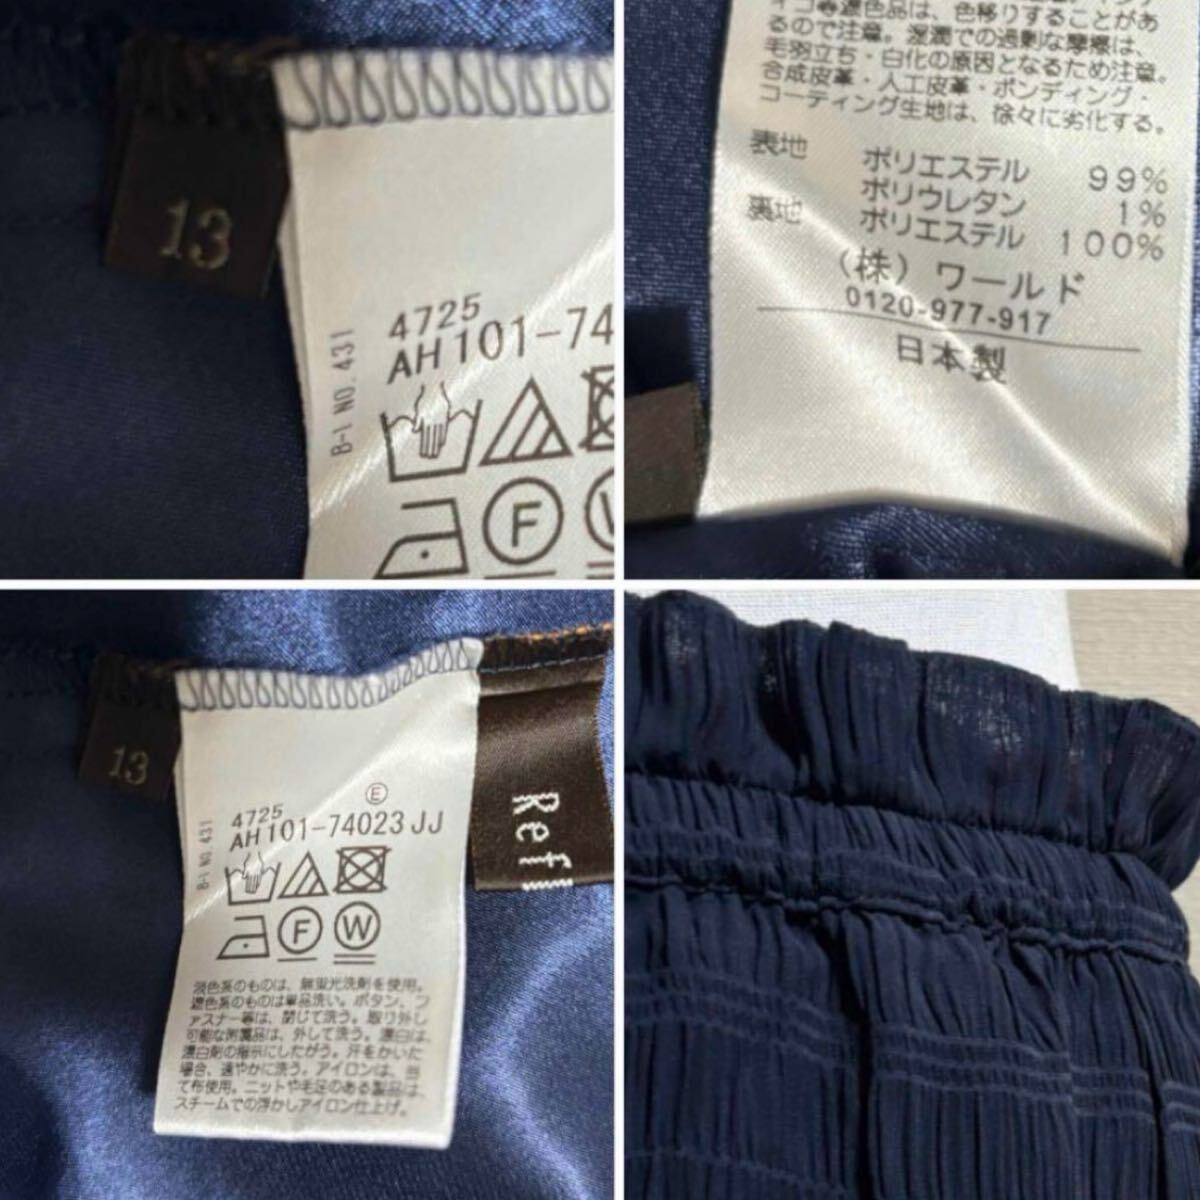 13
4725
AH101-74
B-1 NO. 431
F
W
濃色品は、色移りすることがあ
るので注意。湿潤での過剰な摩擦は、
毛羽立ち・白化の原因となるため注意。
合成皮革・人工皮革・ボンディング・
コーティング生地は、徐々に劣化する。
表地 ポリエステル 99%
ポリウレタン 1%
裏地 ポリエステル 100%
(株) ワールド
0120-977-917
日本製
13
E
4725
AH101-74023 JJ
B-1 NO. 431
F W
Refl
淡色系のものは、無蛍光洗剤を使用。
濃色系のものは単品洗い。ボタン、フ
ァスナー等は、閉じて洗う。取り外し
可能な附属品は、外して洗う。漂白は、
漂白剤の指示にしたがう。汗をかいた
場合、速やかに洗う。アイロンは、当
て布使用。ニットや毛足のある製品は、
スチームでの浮かしアイロン仕上げ。